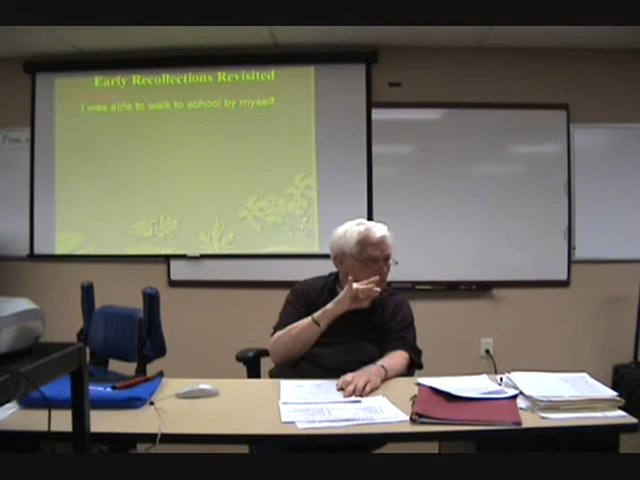 Early Recollections Revisited
I was able to walk to school by myself.